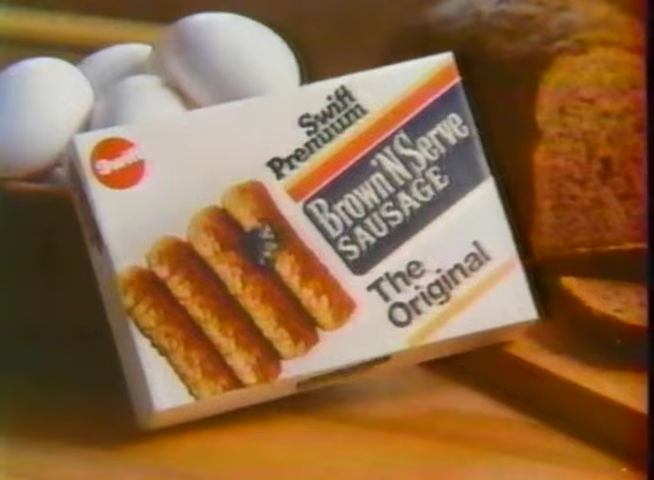 Swift
Swift
Premium
Brown 'N Serve
SAUSAGE
The
Original